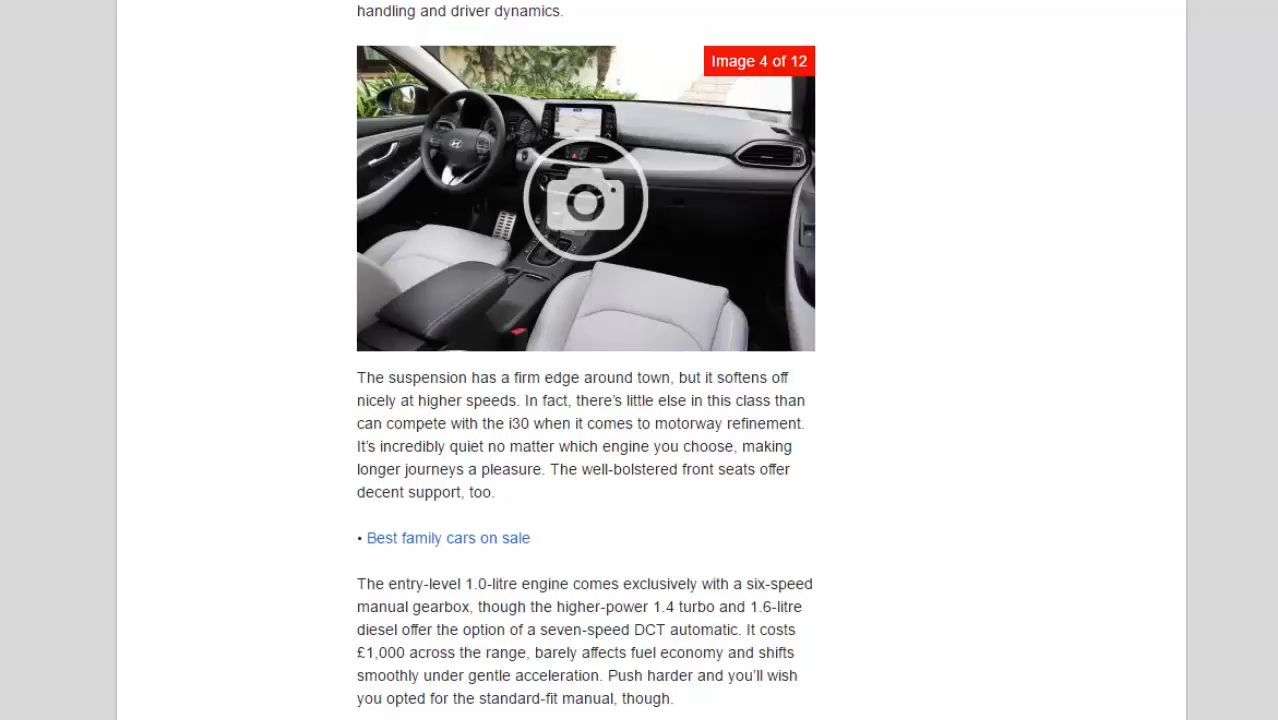 handling and driver dynamics.
Image 4 of 12
The suspension has a firm edge around town, but it softens off
nicely at higher speeds. In fact, there's little else in this class than
can compete with the i30 when it comes to motorway refinement.
It's incredibly quiet no matter which engine you choose, making
longer journeys a pleasure. The well-bolstered front seats offer
decent support, too.
• Best family cars on sale
The entry-level 1.0-litre engine comes exclusively with a six-speed
manual gearbox, though the higher-power 1.4 turbo and 1.6-litre
diesel offer the option of a seven-speed DCT automatic. It costs
£1,000 across the range, barely affects fuel economy and shifts
smoothly under gentle acceleration. Push harder and you'll wish
you opted for the standard-fit manual, though.